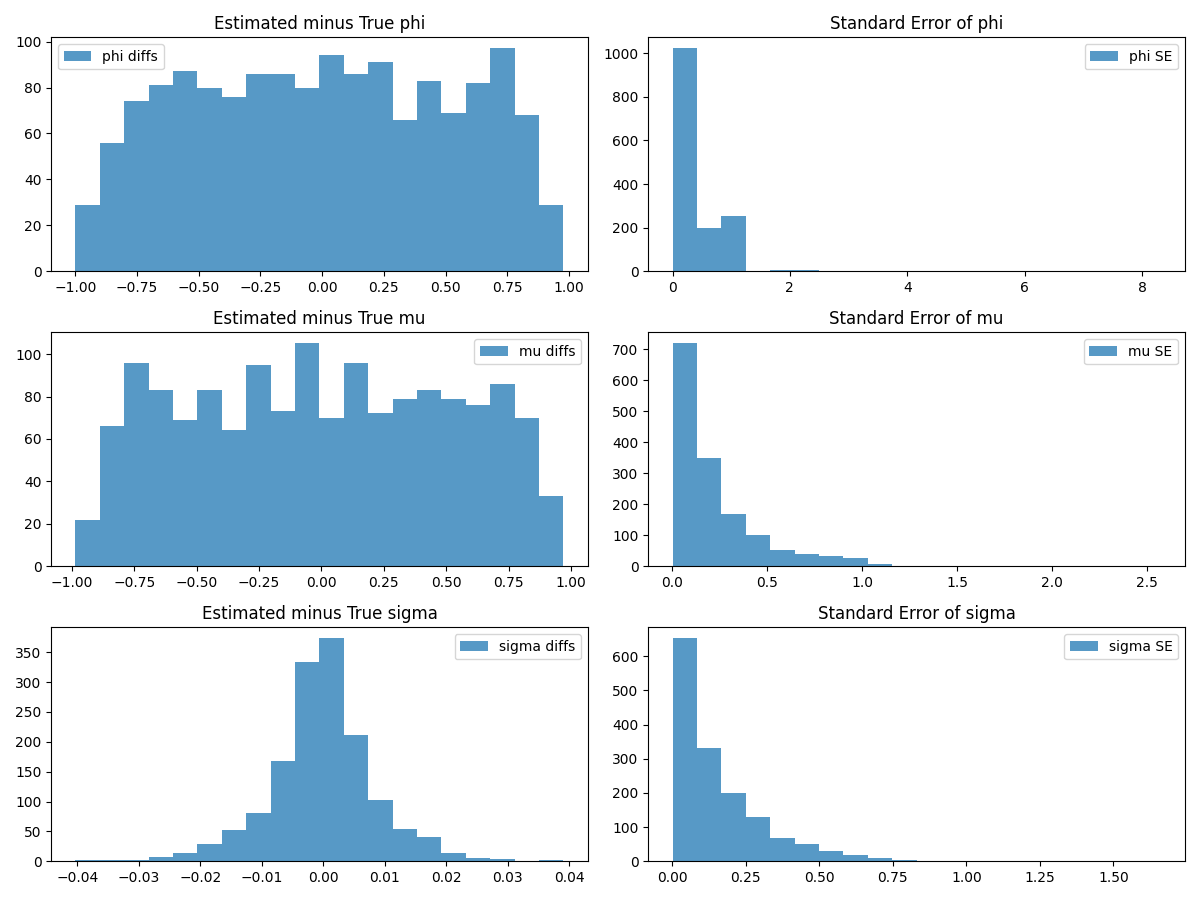 Estimated minus True phi
phi diffs
100
80
60
40
20
0
−1.00 −0.75 −0.50 −0.25 0.00 0.25 0.50 0.75 1.00
Standard Error of phi
phi SE
1000
800
600
400
200
0
0 2 4 6 8
Estimated minus True mu
mu diffs
100
80
60
40
20
0
−1.00 −0.75 −0.50 −0.25 0.00 0.25 0.50 0.75 1.00
Standard Error of mu
mu SE
700
600
500
400
300
200
100
0
0.0 0.5 1.0 1.5 2.0 2.5
Estimated minus True sigma
sigma diffs
350
300
250
200
150
100
50
0
−0.04 −0.03 −0.02 −0.01 0.00 0.01 0.02 0.03 0.04
Standard Error of sigma
sigma SE
600
500
400
300
200
100
0
0.00 0.25 0.50 0.75 1.00 1.25 1.50